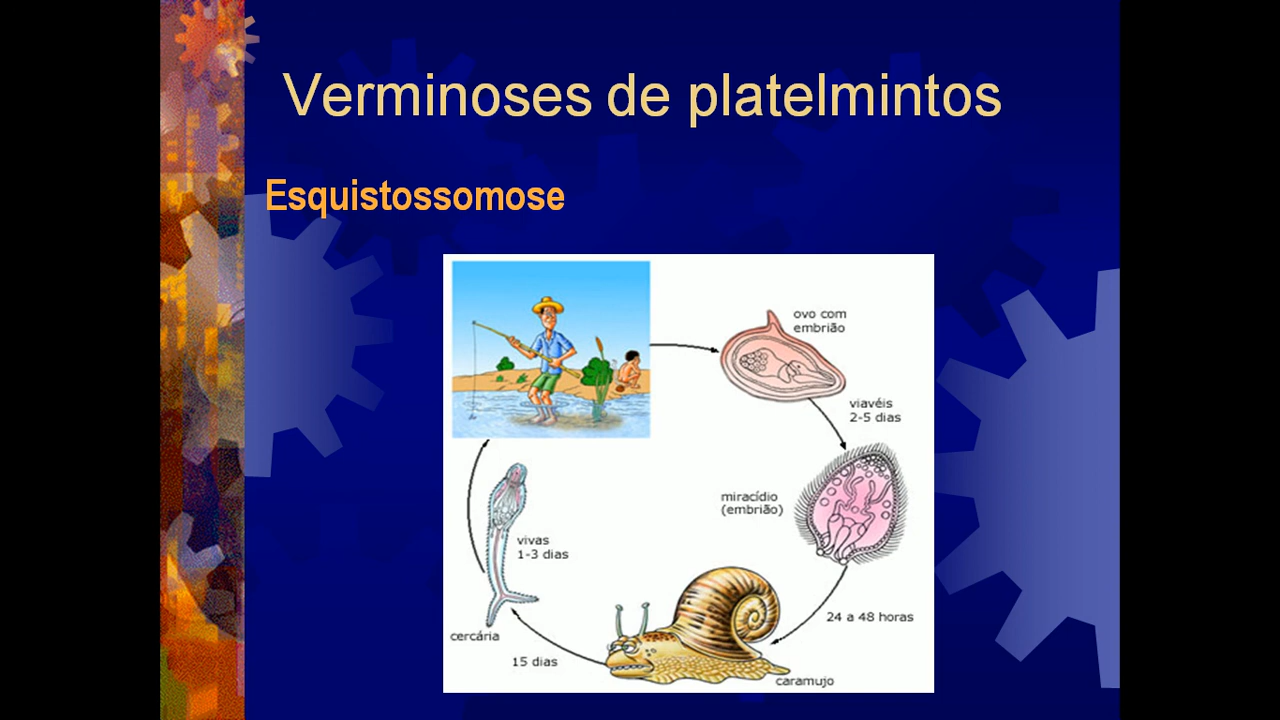 Verminoses de platelmintos
Esquistossomose
ovo com
embrião
viavéis
2-5 dias
miracídio
(embrião)
24 a 48 horas
caramujo
15 dias
cercária
vivas
1-3 dias